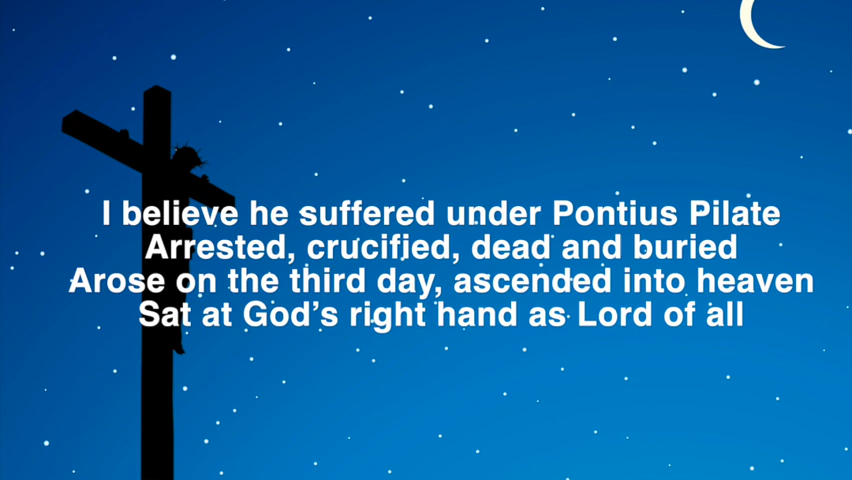 I believe he suffered under Pontius Pilate
Arrested, crucified, dead and buried
Arose on the third day, ascended into heaven
Sat at God’s right hand as Lord of all